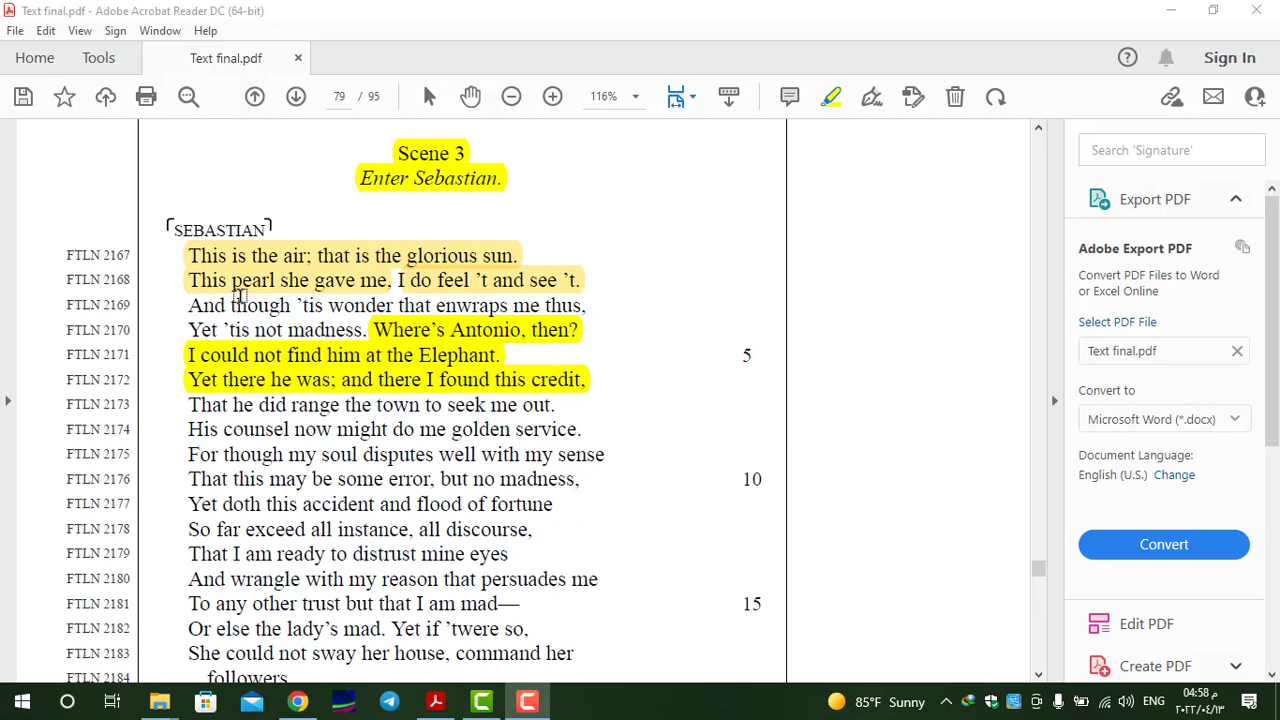 Text final.pdf - Adobe Acrobat Reader DC (64-bit)
File Edit View Sign Window Help
Home Tools Text final.pdf × Sign In
79 / 95 116%
Search 'Signature'
Export PDF
Adobe Export PDF
Convert PDF Files to Word
or Excel Online
Select PDF File
Text final.pdf
Convert to
Microsoft Word (*.docx)
Document Language:
English (U.S.) Change
Convert
Edit PDF
Create PDF
Scene 3
Enter Sebastian.
⌜SEBASTIAN⌝
FTLN 2167 This is the air; that is the glorious sun.
FTLN 2168 This pearl she gave me, I do feel ’t and see ’t.
FTLN 2169 And though ’tis wonder that enwraps me thus,
FTLN 2170 Yet ’tis not madness. Where’s Antonio, then?
FTLN 2171 I could not find him at the Elephant. 5
FTLN 2172 Yet there he was; and there I found this credit,
FTLN 2173 That he did range the town to seek me out.
FTLN 2174 His counsel now might do me golden service.
FTLN 2175 For though my soul disputes well with my sense
FTLN 2176 That this may be some error, but no madness, 10
FTLN 2177 Yet doth this accident and flood of fortune
FTLN 2178 So far exceed all instance, all discourse,
FTLN 2179 That I am ready to distrust mine eyes
FTLN 2180 And wrangle with my reason that persuades me
FTLN 2181 To any other trust but that I am mad— 15
FTLN 2182 Or else the lady’s mad. Yet if ’twere so,
FTLN 2183 She could not sway her house, command her
FTLN 2184 followers
85°F Sunny ENG 04:58 م
٢٠٢٢/٠٤/١٣